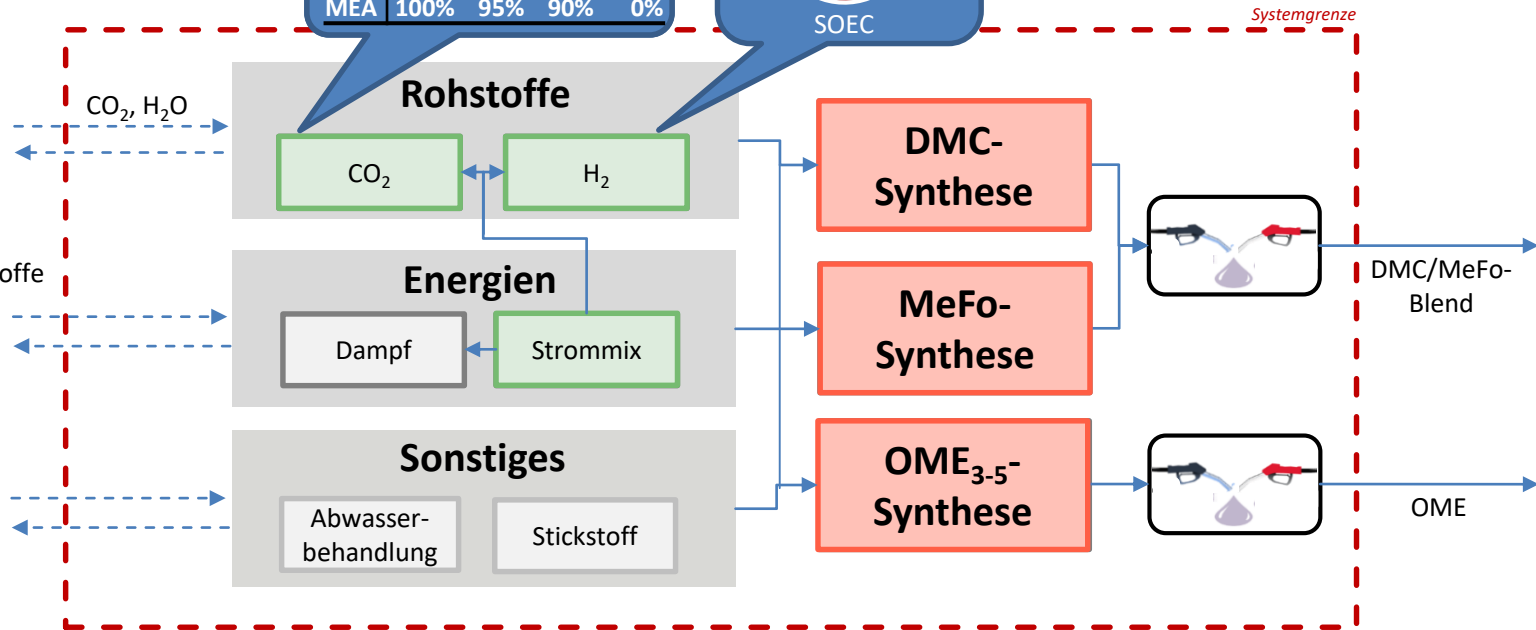 MEA 100% 95% 90% 0%
SOEC
Systemgrenze
CO₂, H₂O
Rohstoffe
CO₂
H₂
DMC-
Synthese
Energien
Dampf
Strommix
MeFo-
Synthese
DMC/MeFo-
Blend
Sonstiges
Abwasser-
behandlung
Stickstoff
OME₃₋₅-
Synthese
OME